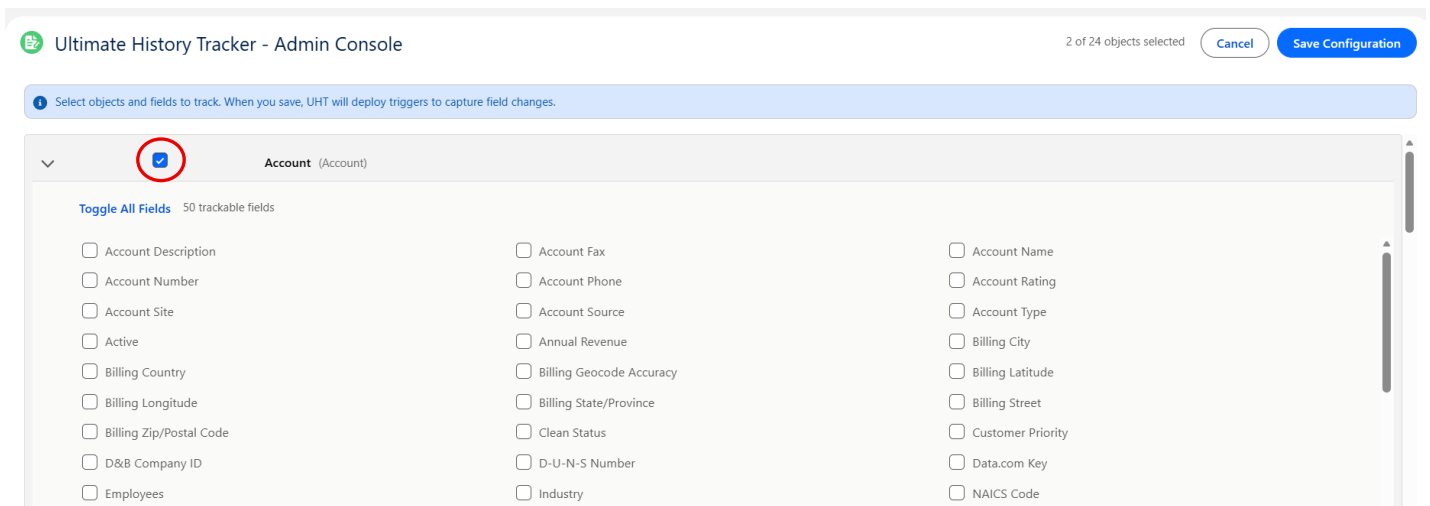 Ultimate History Tracker - Admin Console
2 of 24 objects selected
Cancel
Save Configuration
Select objects and fields to track. When you save, UHT will deploy triggers to capture field changes.
Account (Account)
Toggle All Fields 50 trackable fields
Account Description
Account Fax
Account Name
Account Number
Account Phone
Account Rating
Account Site
Account Source
Account Type
Active
Annual Revenue
Billing City
Billing Country
Billing Geocode Accuracy
Billing Latitude
Billing Longitude
Billing State/Province
Billing Street
Billing Zip/Postal Code
Clean Status
Customer Priority
D&B Company ID
D-U-N-S Number
Data.com Key
Employees
Industry
NAICS Code